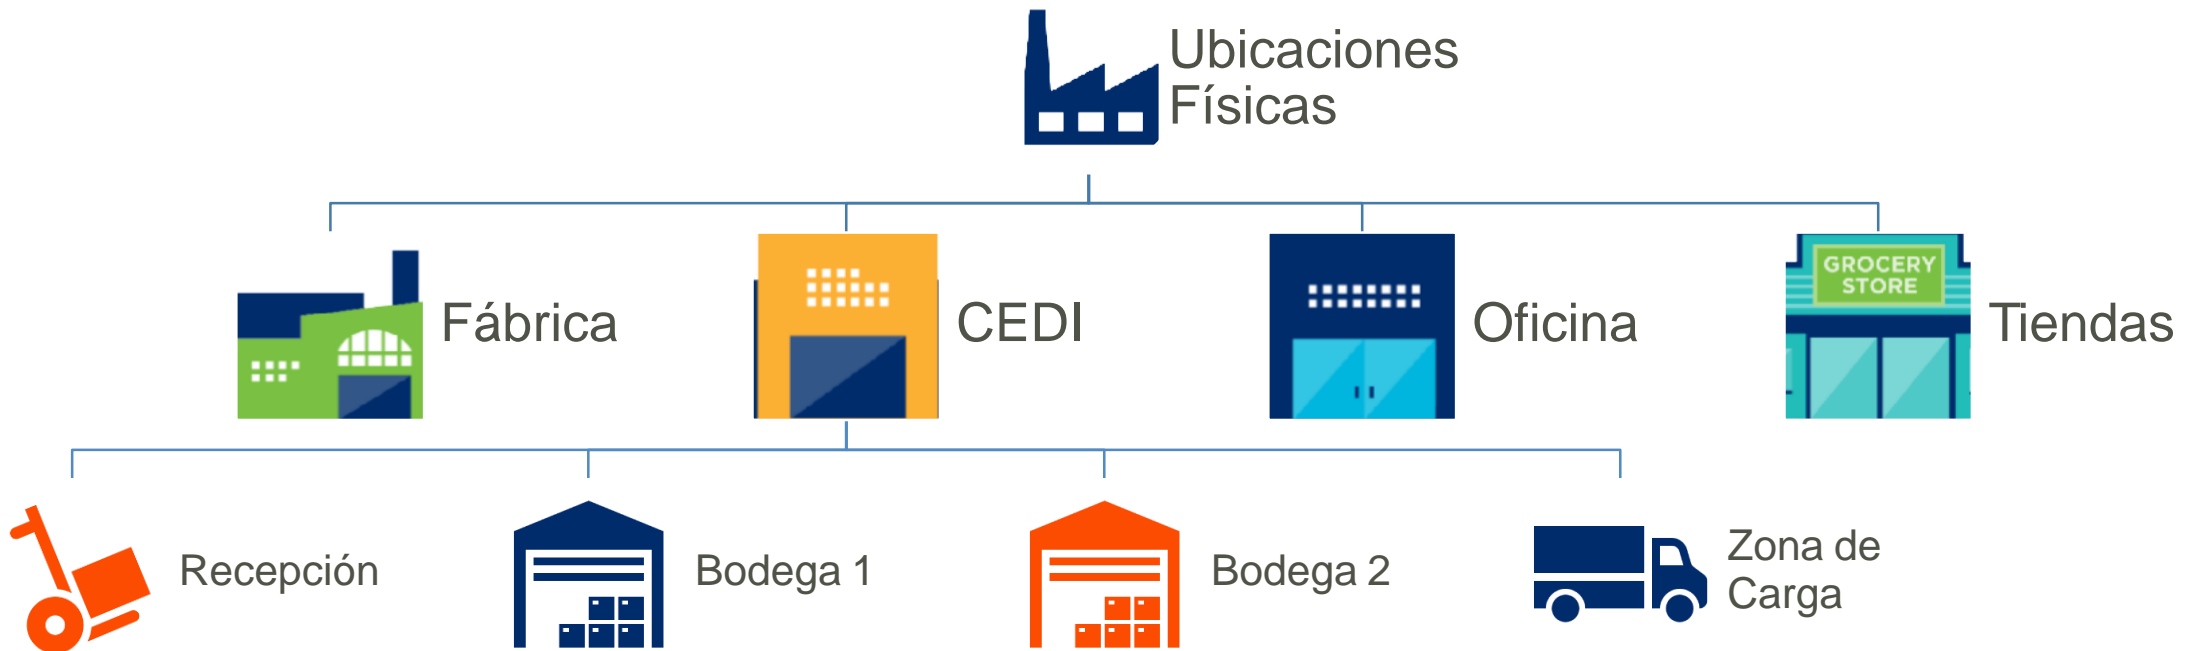 Ubicaciones
Físicas
Fábrica
CEDI
Oficina
GROCERY
STORE
Tiendas
Recepción
Bodega 1
Bodega 2
Zona de
Carga